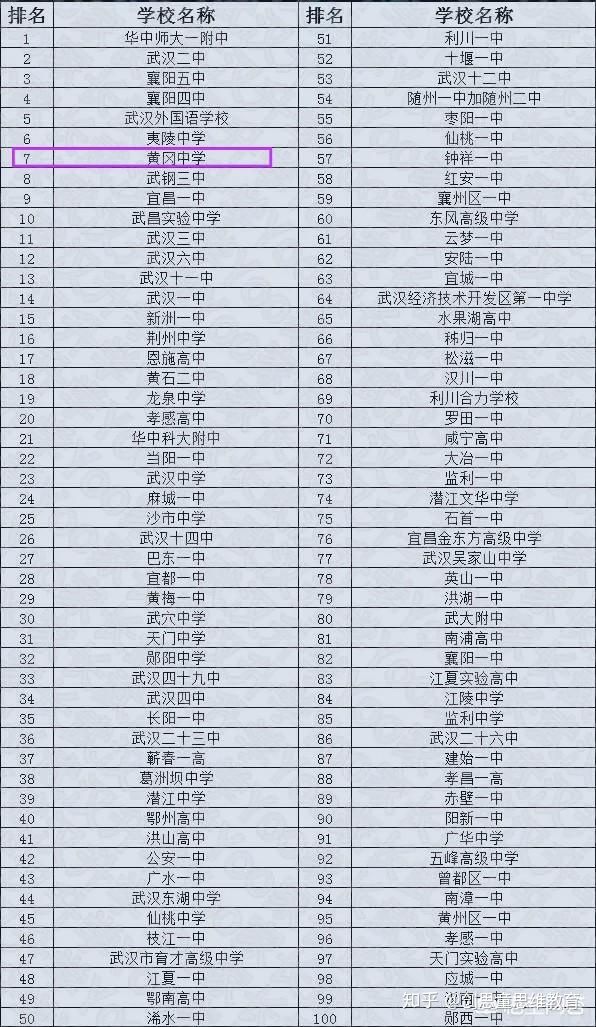 排名 学校名称 排名 学校名称
1 华中师大一附中 51 利川一中
2 武汉二中 52 十堰一中
3 襄阳五中 53 武汉十二中
4 襄阳四中 54 随州一中加随州二中
5 武汉外国语学校 55 枣阳一中
6 夷陵中学 56 仙桃一中
7 黄冈中学 57 钟祥一中
8 武钢三中 58 红安一中
9 宜昌一中 59 襄州区一中
10 武昌实验中学 60 东风高级中学
11 武汉三中 61 云梦一中
12 武汉六中 62 安陆一中
13 武汉十一中 63 宜城一中
14 武汉一中 64 武汉经济技术开发区第一中学
15 新洲一中 65 水果湖高中
16 荆州中学 66 秭归一中
17 恩施高中 67 松滋一中
18 黄石二中 68 汉川一中
19 龙泉中学 69 利川合力学校
20 孝感高中 70 罗田一中
21 华中科大附中 71 咸宁高中
22 当阳一中 72 大冶一中
23 武汉中学 73 监利一中
24 麻城一中 74 潜江文华中学
25 沙市中学 75 石首一中
26 武汉十四中 76 宜昌金东方高级中学
27 巴东一中 77 武汉吴家山中学
28 宜都一中 78 英山一中
29 黄梅一中 79 洪湖一中
30 武穴中学 80 武大附中
31 天门中学 81 南浦高中
32 郧阳中学 82 襄阳一中
33 武汉四十九中 83 江夏实验高中
34 武汉四中 84 江陵中学
35 长阳一中 85 监利中学
36 武汉二十三中 86 武汉二十六中
37 蕲春一高 87 建始一中
38 葛洲坝中学 88 孝昌一高
39 潜江中学 89 赤壁一中
40 鄂州高中 90 阳新一中
41 洪山高中 91 广华中学
42 公安一中 92 五峰高级中学
43 广水一中 93 曾都区一中
44 武汉东湖中学 94 南漳一中
45 仙桃中学 95 黄州区一中
46 枝江一中 96 孝感一中
47 武汉市育才高级中学 97 天门实验高中
48 江夏一中 98 应城一中
49 鄂南高中 99
50 浠水一中 100 郧西一中
知乎 思童思维教育